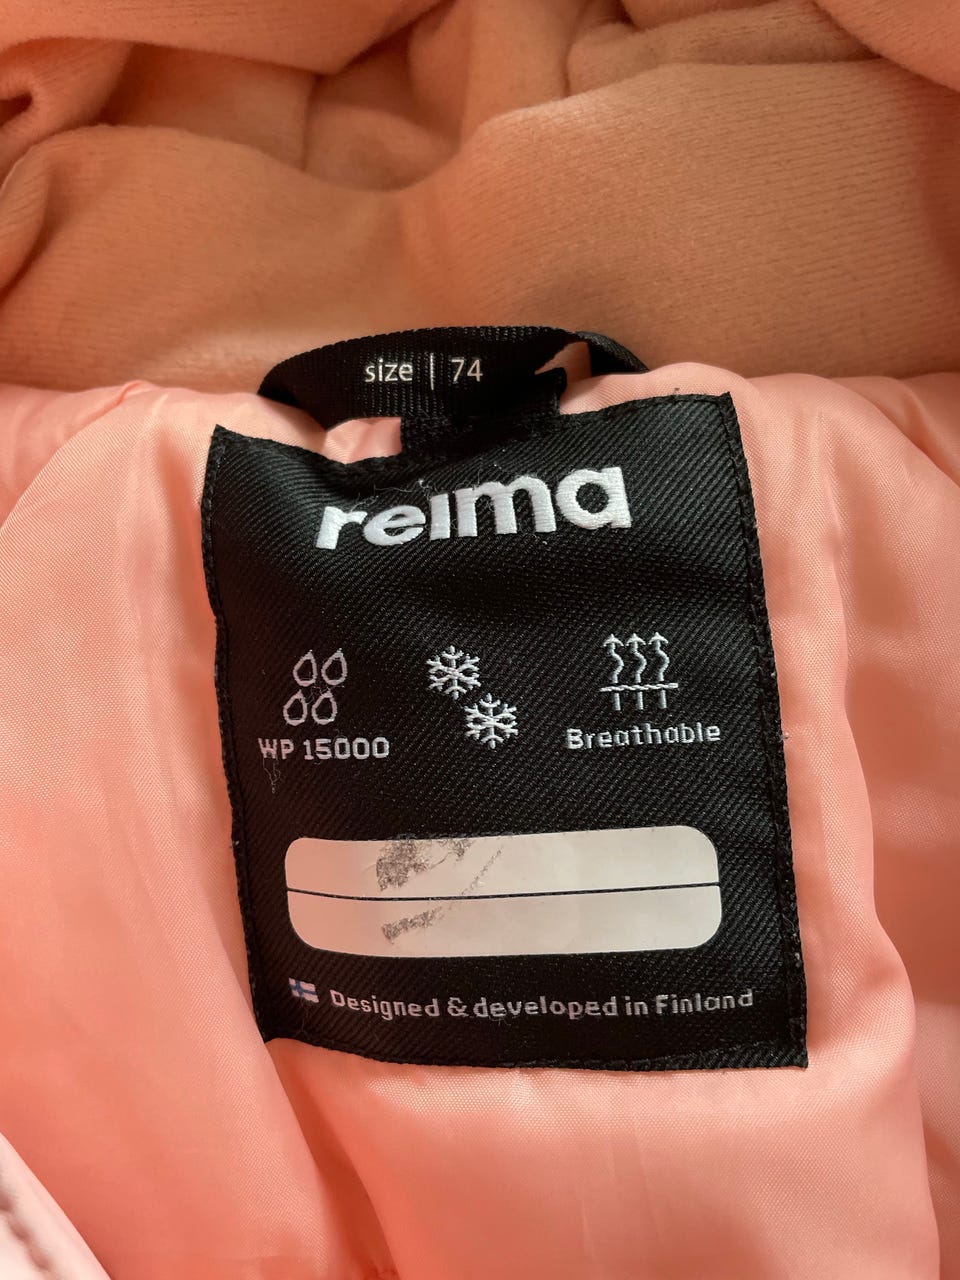 size | 74
reima
WP 15000
Breathable
Designed & developed in Finland